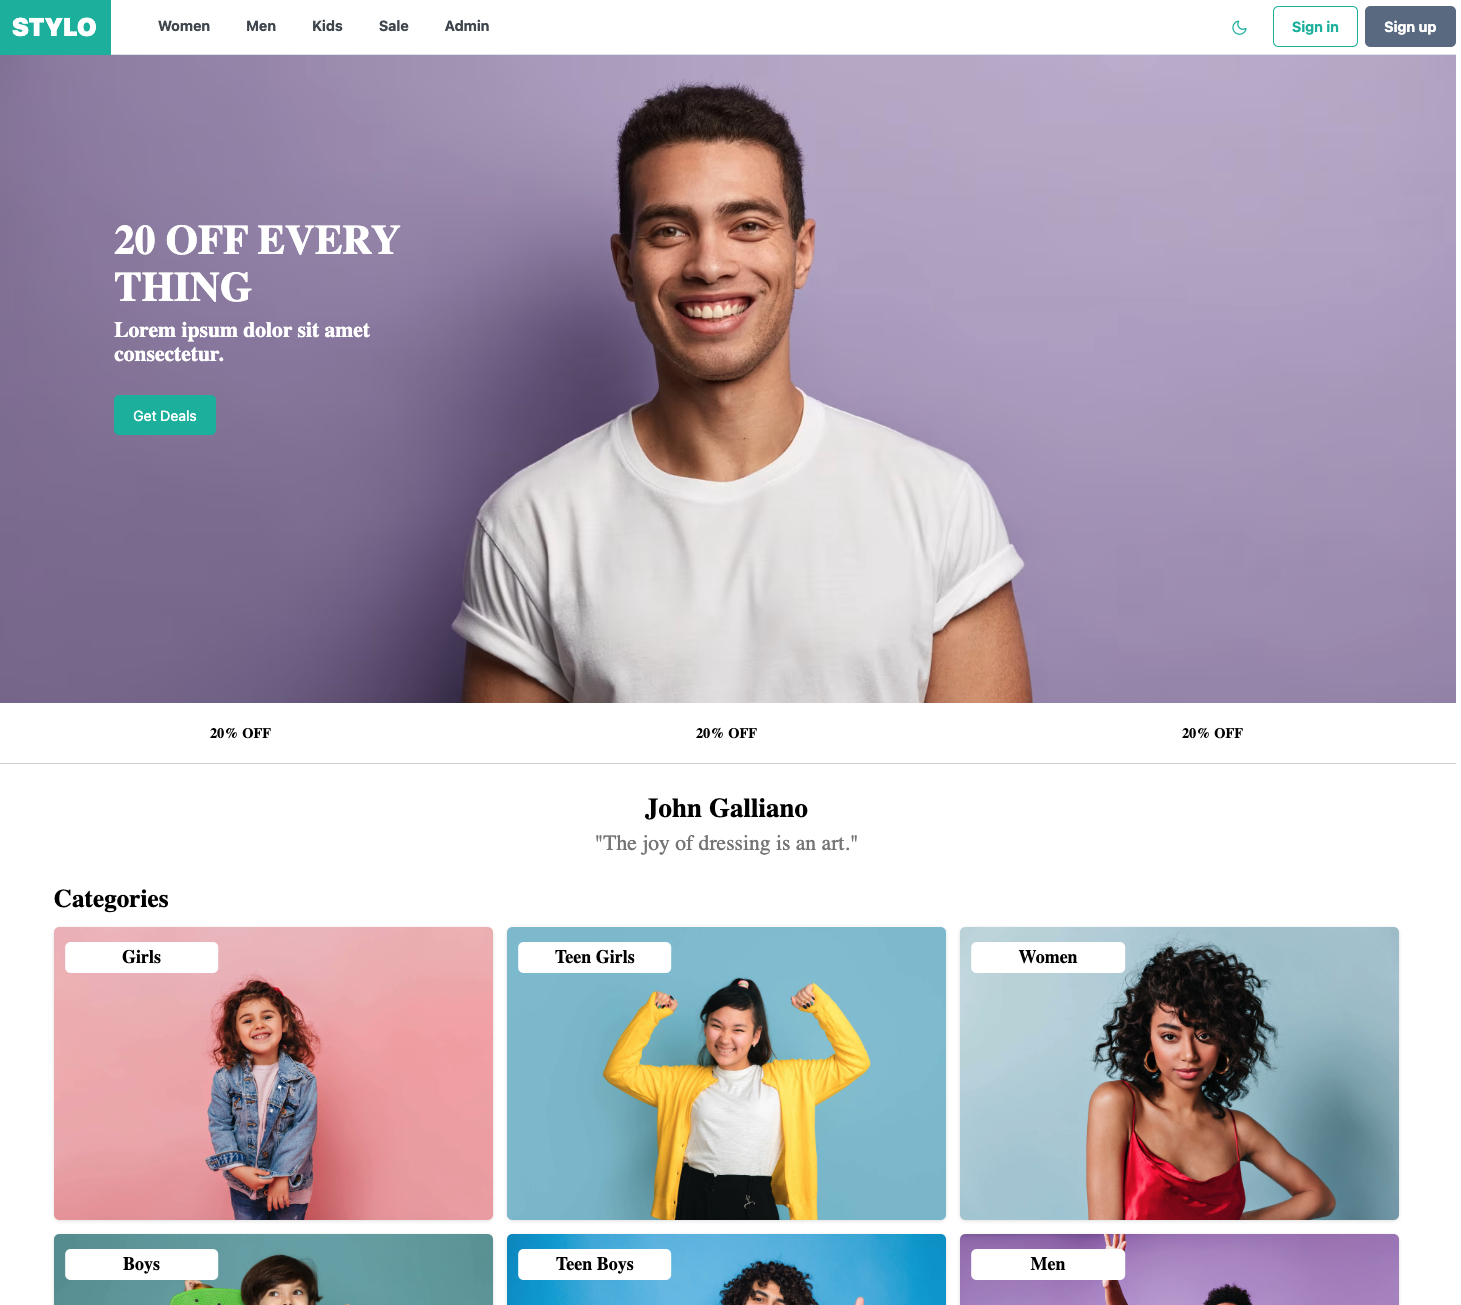 STYLO
Women Men Kids Sale Admin
Sign in Sign up
20 OFF EVERY
THING
Lorem ipsum dolor sit amet
consectetur.
Get Deals
20% OFF 20% OFF 20% OFF
John Galliano
"The joy of dressing is an art."
Categories
Girls Teen Girls Women
Boys Teen Boys Men